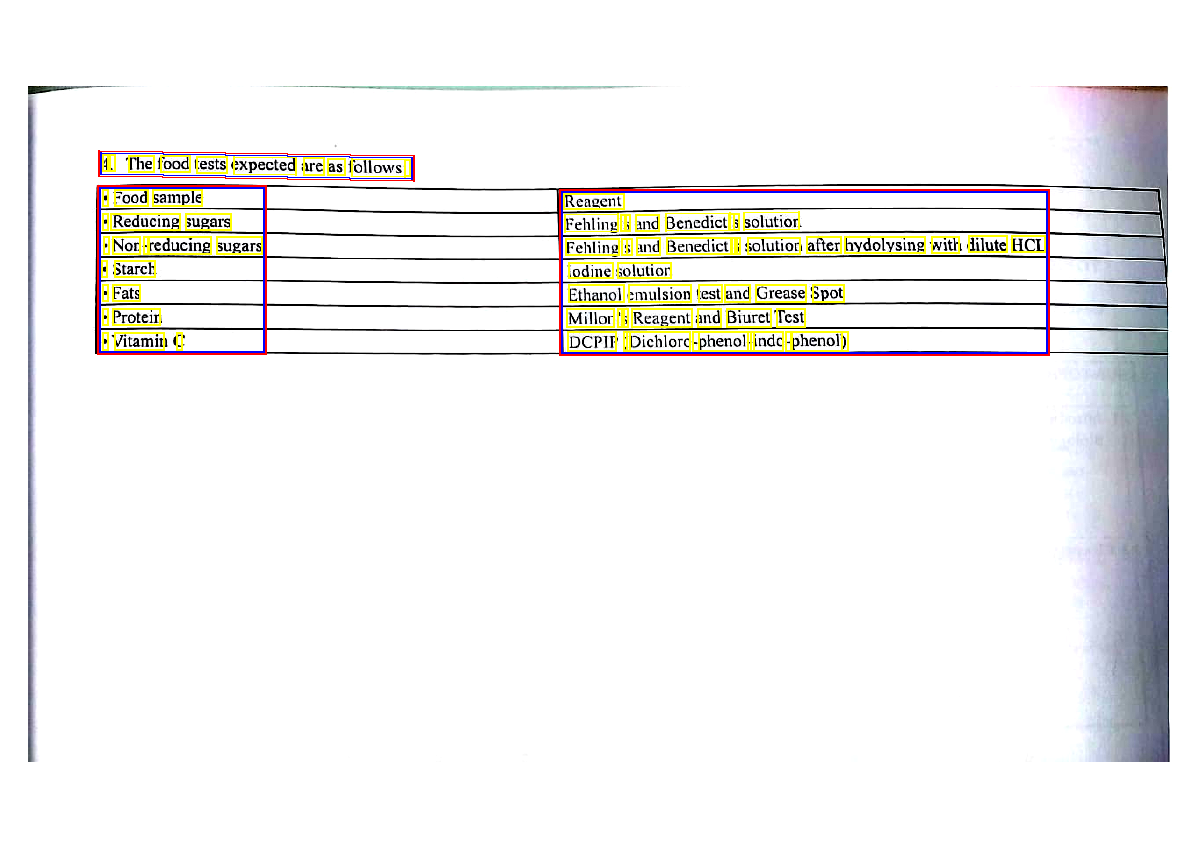 4. The food tests expected are as follows
• Food sample Reagent
• Reducing sugars Fehling's and Benedict's solution
• Non-reducing sugars Fehling's and Benedict's solution after hydolysing with dilute HCL
• Starch Iodine solution
• Fats Ethanol emulsion test and Grease Spot
• Protein Millon's Reagent and Biuret Test
• Vitamin C DCPIP (Dichloro-phenol-indo-phenol)